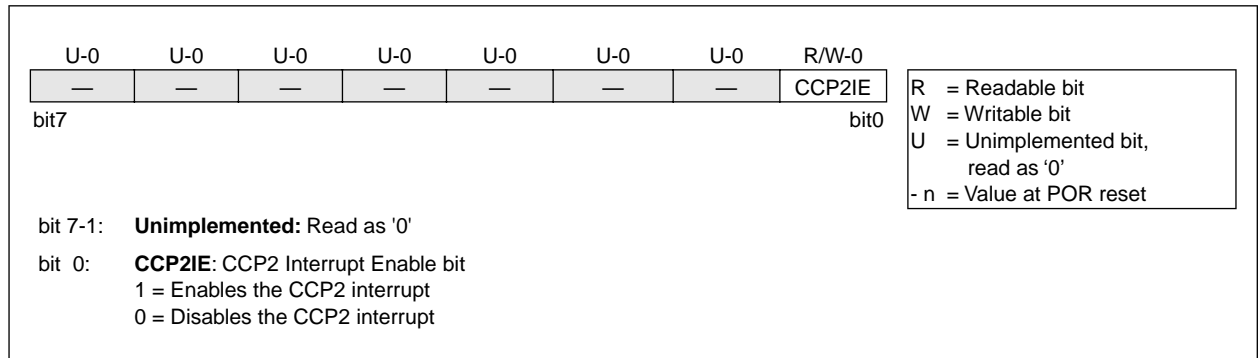 U-0 U-0 U-0 U-0 U-0 U-0 U-0 R/W-0
— — — — — — — CCP2IE
bit7 bit0
R = Readable bit
W = Writable bit
U = Unimplemented bit,
read as ‘0’
- n = Value at POR reset
bit 7-1: Unimplemented: Read as '0'
bit 0: CCP2IE: CCP2 Interrupt Enable bit
1 = Enables the CCP2 interrupt
0 = Disables the CCP2 interrupt